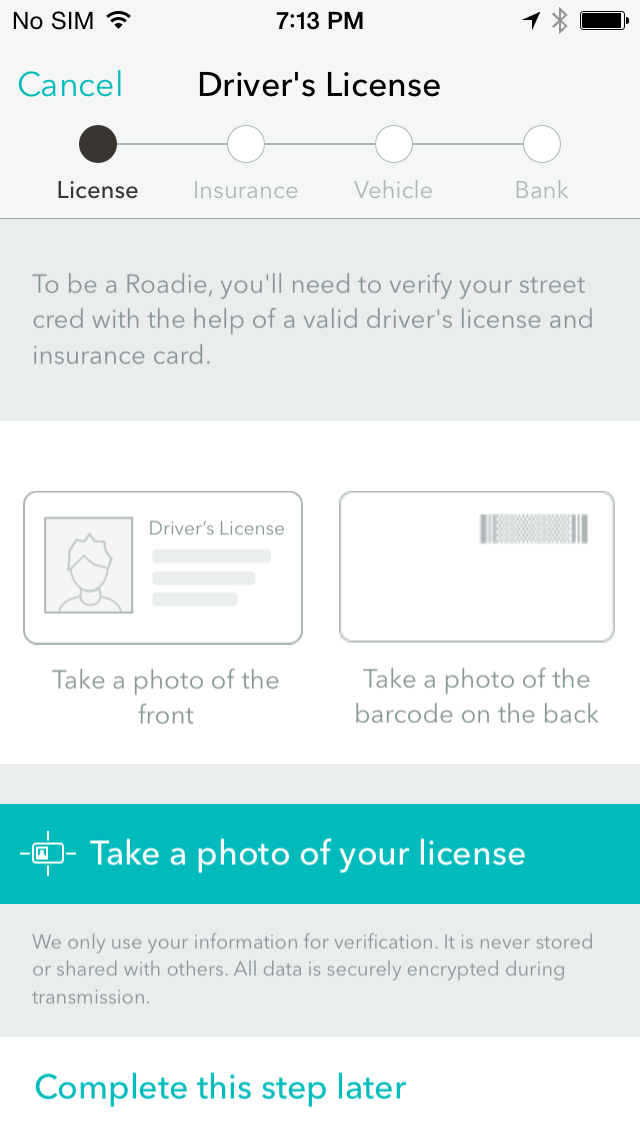 No SIM 7:13 PM
Cancel Driver's License
License Insurance Vehicle Bank
To be a Roadie, you'll need to verify your street
cred with the help of a valid driver's license and
insurance card.
Driver's License
Take a photo of the
front
Take a photo of the
barcode on the back
Take a photo of your license
We only use your information for verification. It is never stored
or shared with others. All data is securely encrypted during
transmission.
Complete this step later